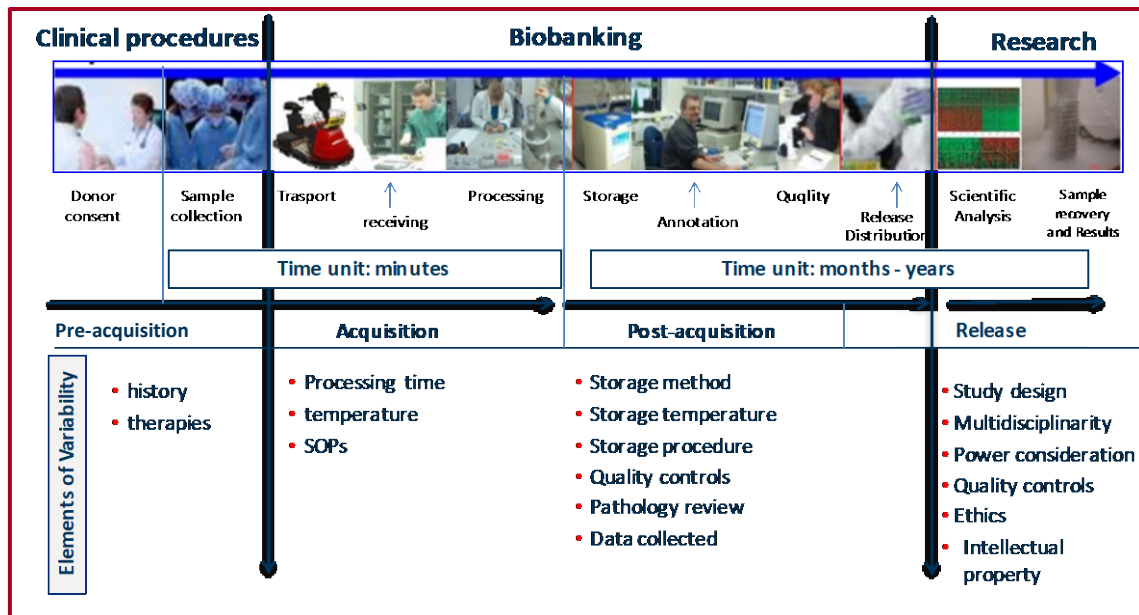 Clinical procedures
Biobanking
Research
Donor
consent
Sample
collection
Trasport
receiving
Processing
Storage
Annotation
Quqlity
Release
Distribution
Scientific
Analysis
Sample
recovery
and Results
Time unit: minutes
Time unit: months - years
Pre-acquisition
Acquisition
Post-acquisition
Release
Elements of Variability
• history
• therapies
• Processing time
• temperature
• SOPs
• Storage method
• Storage temperature
• Storage procedure
• Quality controls
• Pathology review
• Data collected
• Study design
• Multidisciplinarity
• Power consideration
• Quality controls
• Ethics
• Intellectual
property